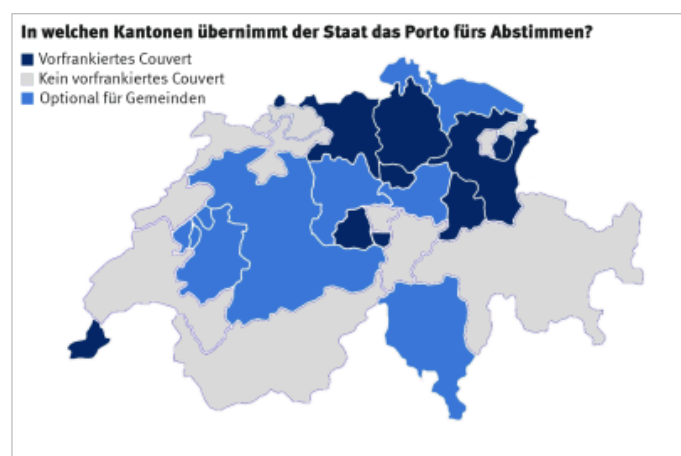 In welchen Kantonen übernimmt der Staat das Porto fürs Abstimmen?
Vorfrankiertes Couvert
Kein vorfrankiertes Couvert
Optional für Gemeinden